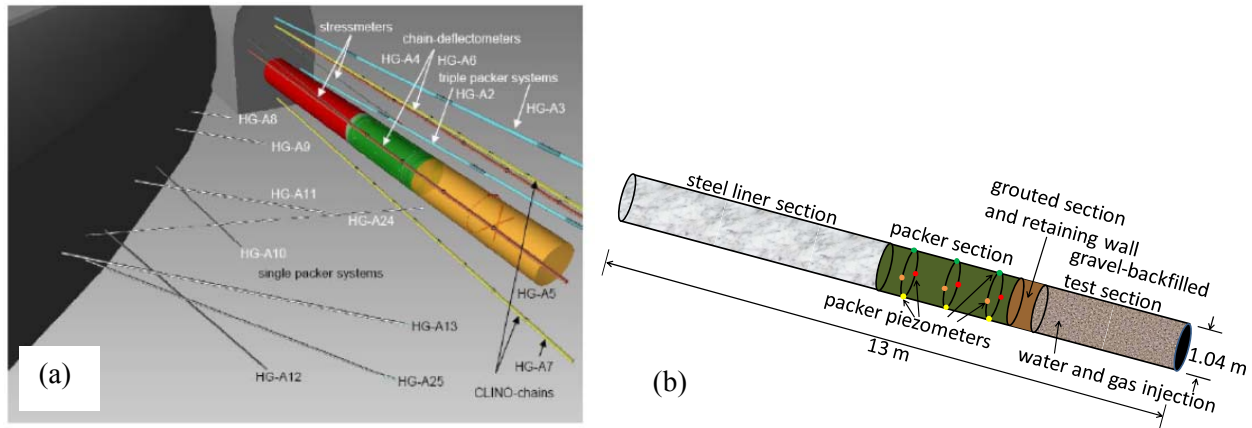 stressmeters
chain-deflectometers
HG-A4
HG-A6
triple packer systems
HG-A2
HG-A3
HG-A8
HG-A9
HG-A11
HG-A24
HG-A10
single packer systems
HG-A5
HG-A13
HG-A7
HG-A12
HG-A25
CLINO-chains
(a)
steel liner section
grouted section
and retaining wall
packer section
gravel-backfilled
test section
packer piezometers
13 m
water and gas injection
1.04 m
(b)